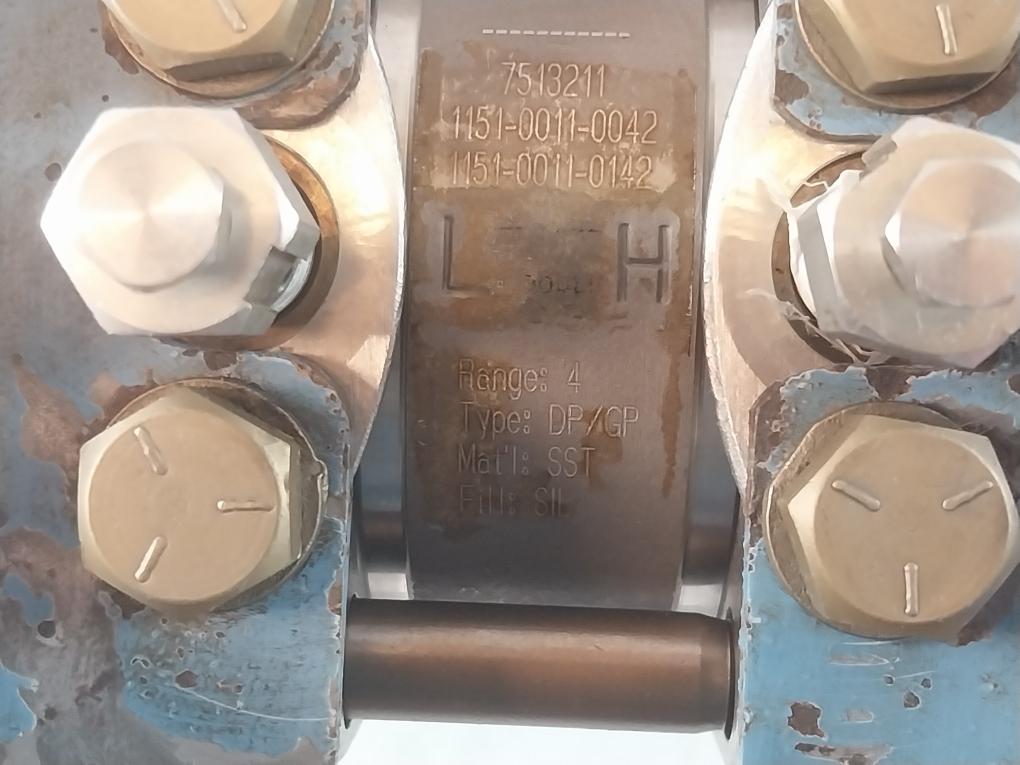 ------------
7513211
1151-0011-0042
1151-0011-0142
L H
Range: 4
Type: DP/GP
Mat'l: SST
Fill: SIL